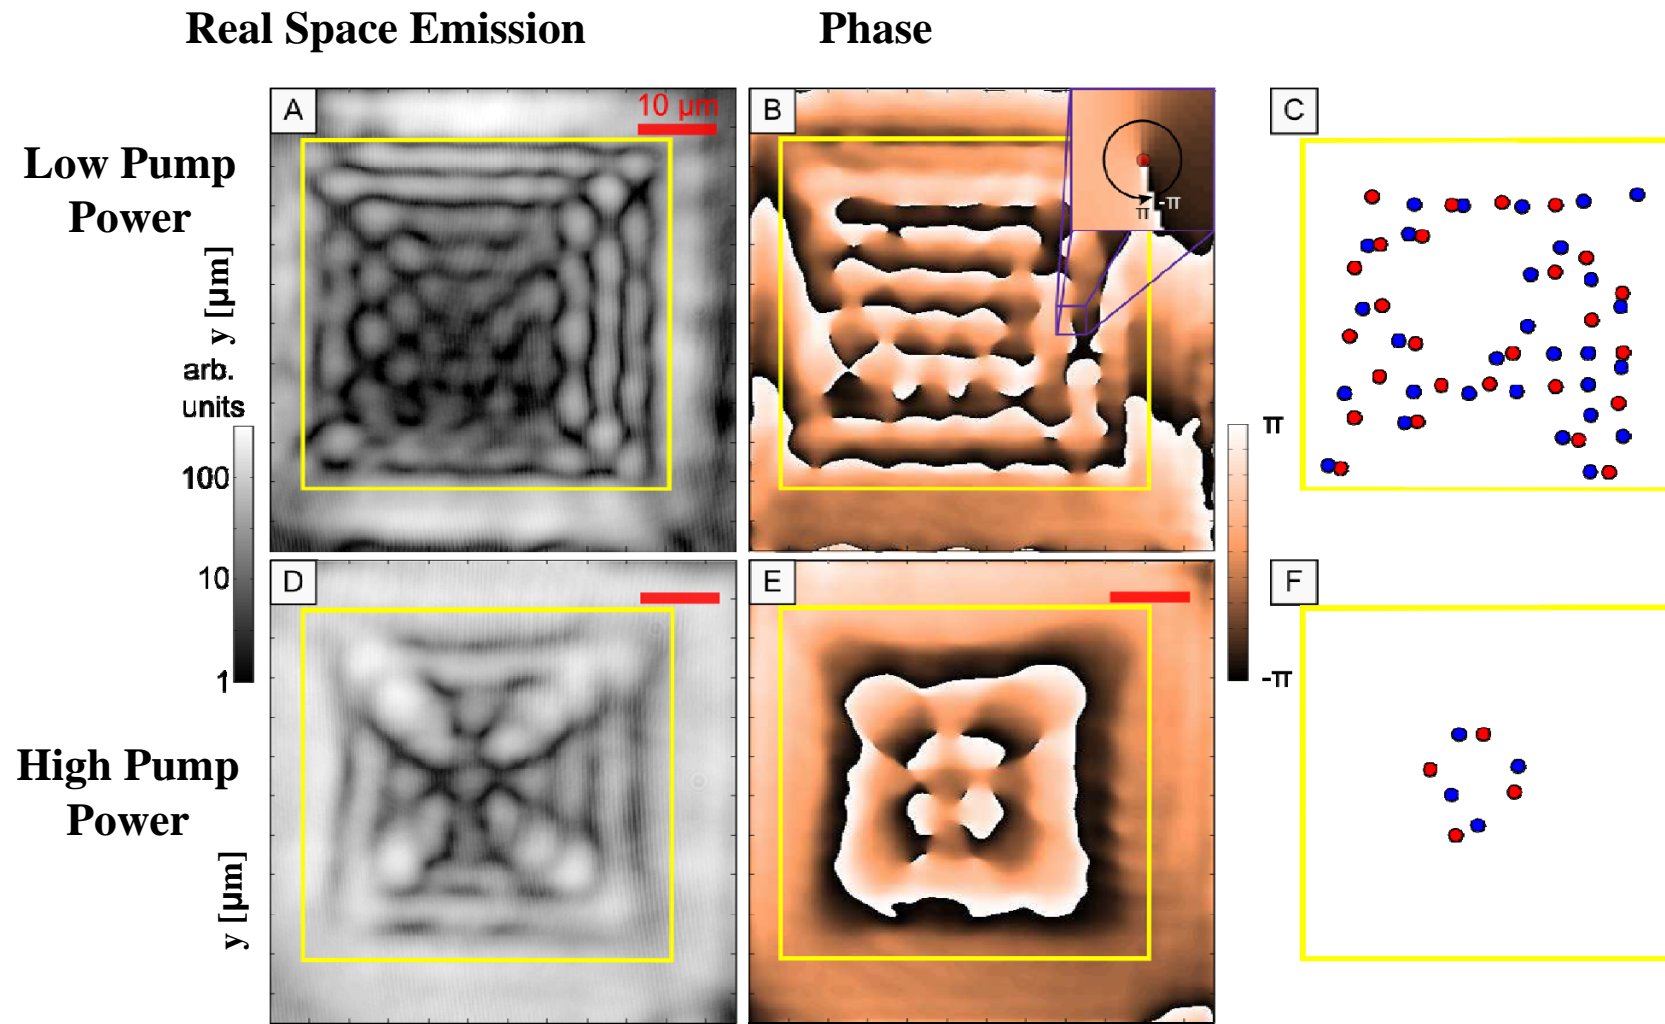 Real Space Emission
Phase
A
10 μm
B
π
-π
C
Low Pump
Power
y [μm]
arb.
units
100
10
1
π
-π
D
E
F
High Pump
Power
y [μm]